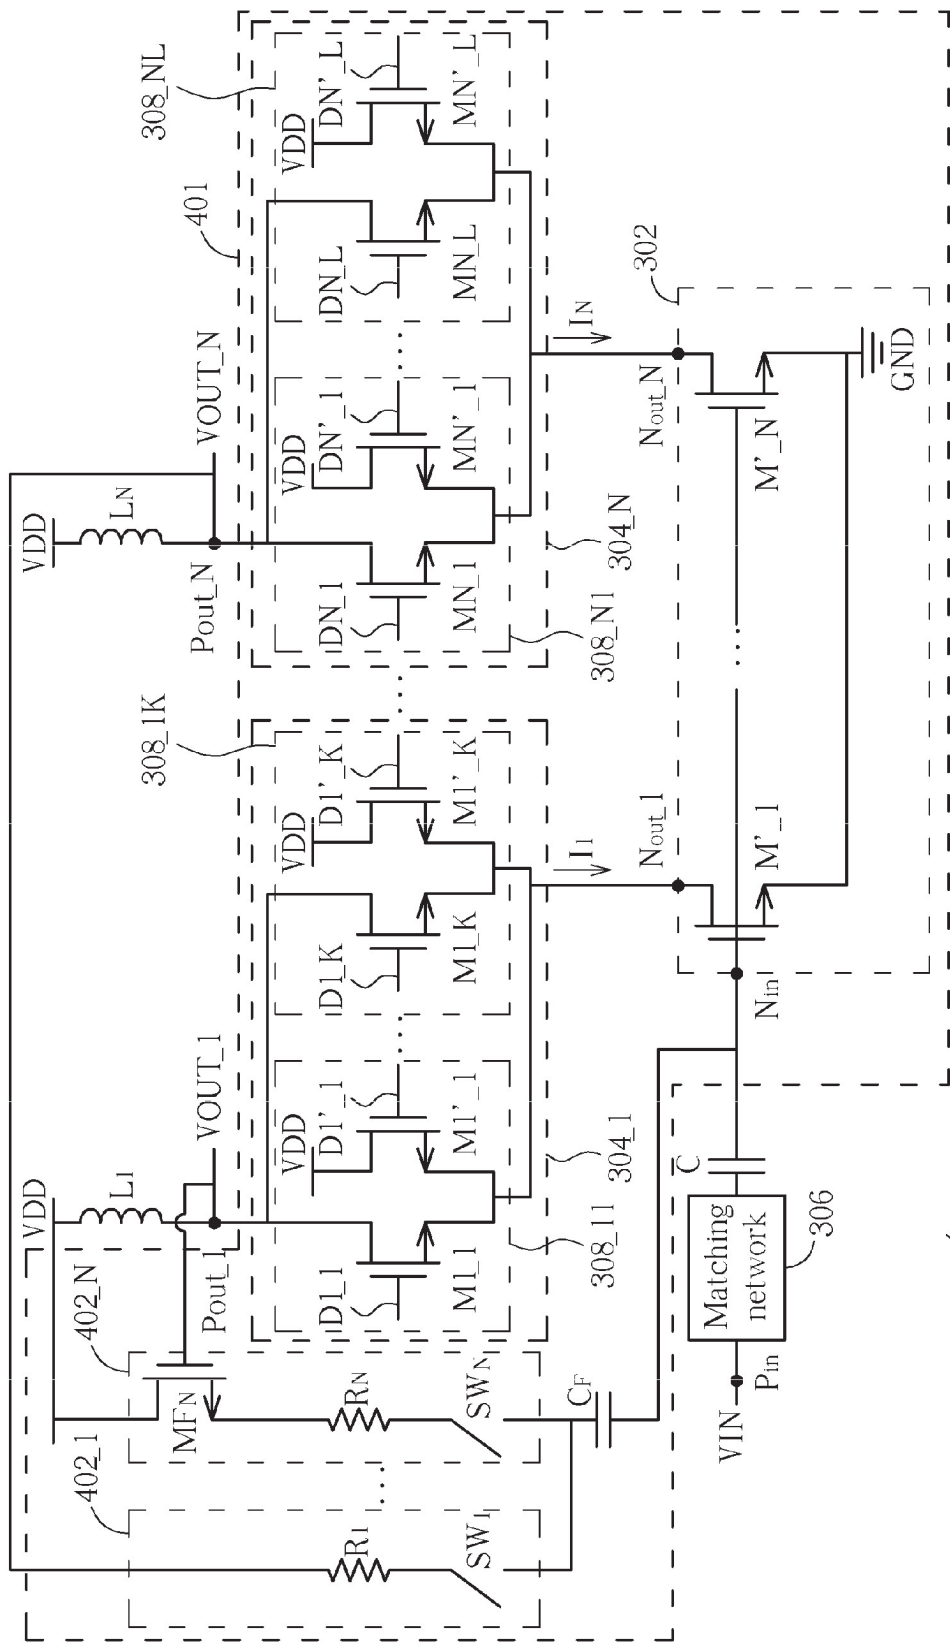 308_NL
401
VDD
LN
VOUT_N
Pout_N
VDD
DN'_L
DN_L
MN'_L
MN_L
VDD
DN'_1
DN_1
MN'_1
MN_1
304_N
308_N1
302
IN
Nout_N
M'_N
GND
308_1K
VDD
L1
VOUT_1
Pout_1
VDD
D1'_K
D1_K
M1'_K
M1_K
VDD
D1'_1
D1_1
M1'_1
M1_1
304_1
308_11
I1
Nout_1
M'_1
Nin
402_N
402_1
MFN
RN
SWN
CF
R1
SW1
C
Matching
network
306
Pin
VIN